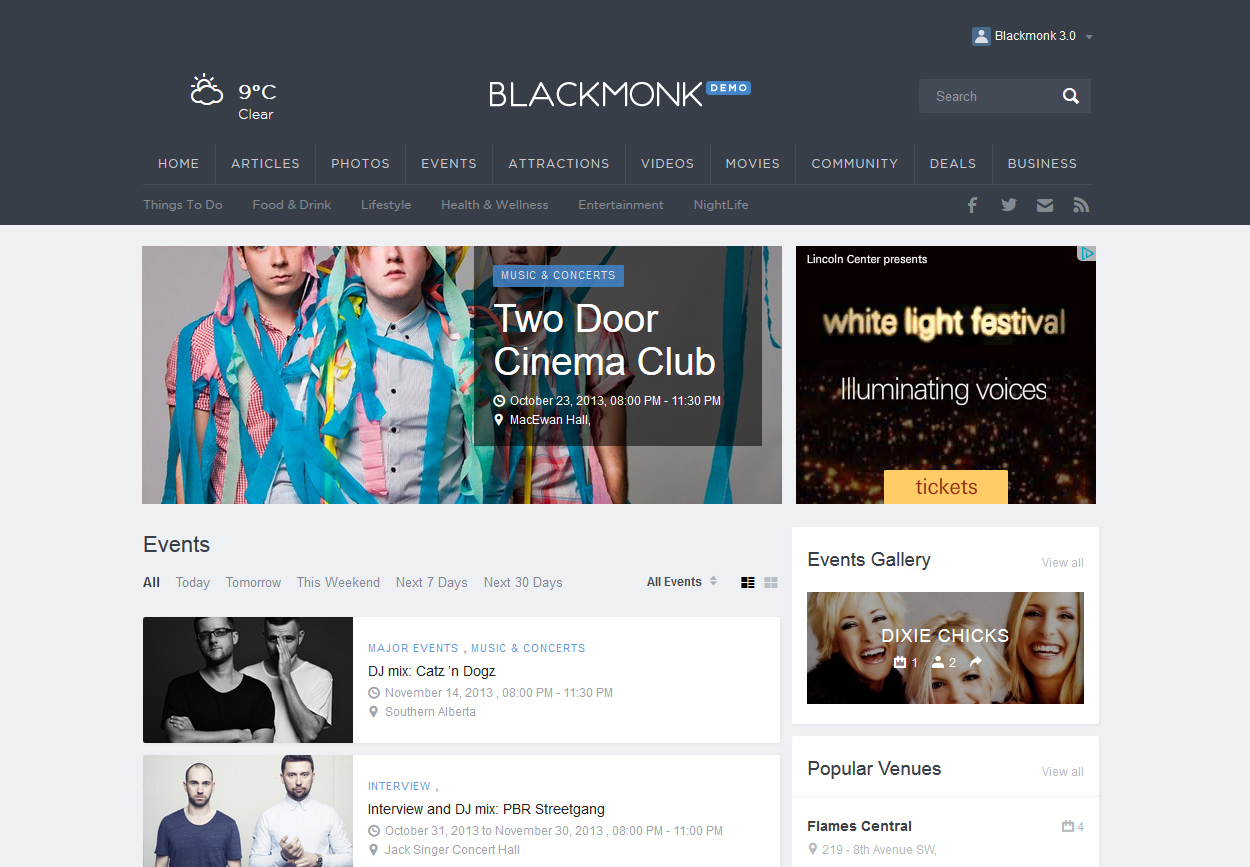 Blackmonk 3.0
9°C
Clear
BLACKMONK DEMO
Search
HOME ARTICLES PHOTOS EVENTS ATTRACTIONS VIDEOS MOVIES COMMUNITY DEALS BUSINESS
Things To Do Food & Drink Lifestyle Health & Wellness Entertainment NightLife
MUSIC & CONCERTS
Two Door
Cinema Club
October 23, 2013, 08:00 PM - 11:30 PM
MacEwan Hall,
Lincoln Center presents
white light festival
Illuminating voices
tickets
Events
All Today Tomorrow This Weekend Next 7 Days Next 30 Days All Events
MAJOR EVENTS , MUSIC & CONCERTS
DJ mix: Catz 'n Dogz
November 14, 2013 , 08:00 PM - 11:30 PM
Southern Alberta
INTERVIEW ,
Interview and DJ mix: PBR Streetgang
October 31, 2013 to November 30, 2013 , 08:00 PM - 11:00 PM
Jack Singer Concert Hall
Events Gallery View all
DIXIE CHICKS
1 2
Popular Venues View all
Flames Central 4
219 - 8th Avenue SW,